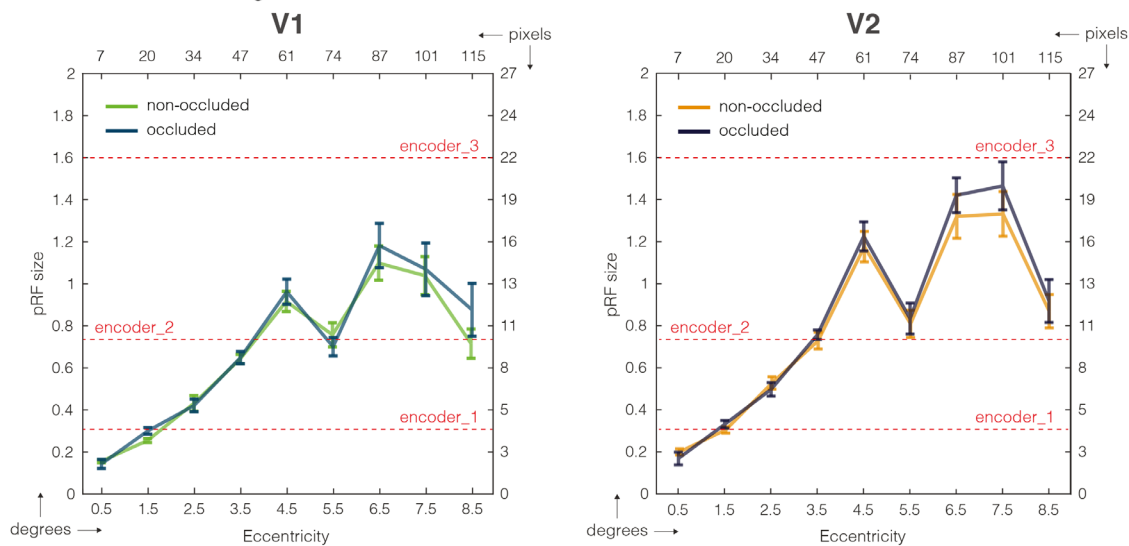 V1
← pixels
↓
7 20 34 47 61 74 87 101 115
2 27
non-occluded
24
1.8
occluded
encoder_3
1.6 22
1.4 19
1.2 16
pRF size
1 13
encoder_2
0.8 11
0.6 8
encoder_1
0.4 5
0.2 3
0 0
↑
degrees →
0.5 1.5 2.5 3.5 4.5 5.5 6.5 7.5 8.5
Eccentricity
V2
← pixels
↓
7 20 34 47 61 74 87 101 115
2 27
non-occluded
24
1.8
occluded
encoder_3
1.6 22
1.4 19
1.2 16
pRF size
1 13
encoder_2
0.8 11
0.6 8
encoder_1
0.4 5
0.2 3
0 0
↑
degrees →
0.5 1.5 2.5 3.5 4.5 5.5 6.5 7.5 8.5
Eccentricity